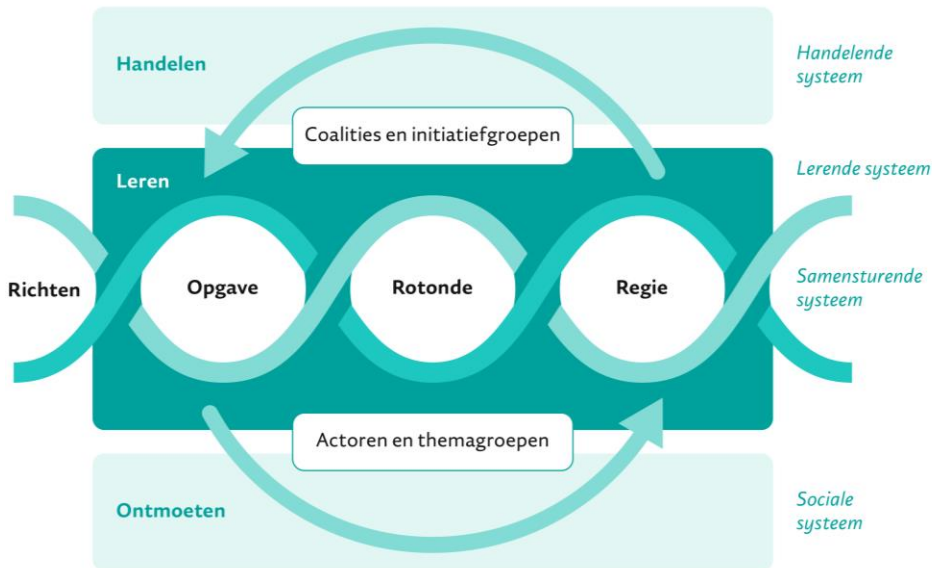 Handelen
Handelende
systeem
Coalities en initiatiefgroepen
Leren
Lerende systeem
Richten
Opgave
Rotonde
Regie
Samensturende
systeem
Actoren en themagroepen
Ontmoeten
Sociale
systeem